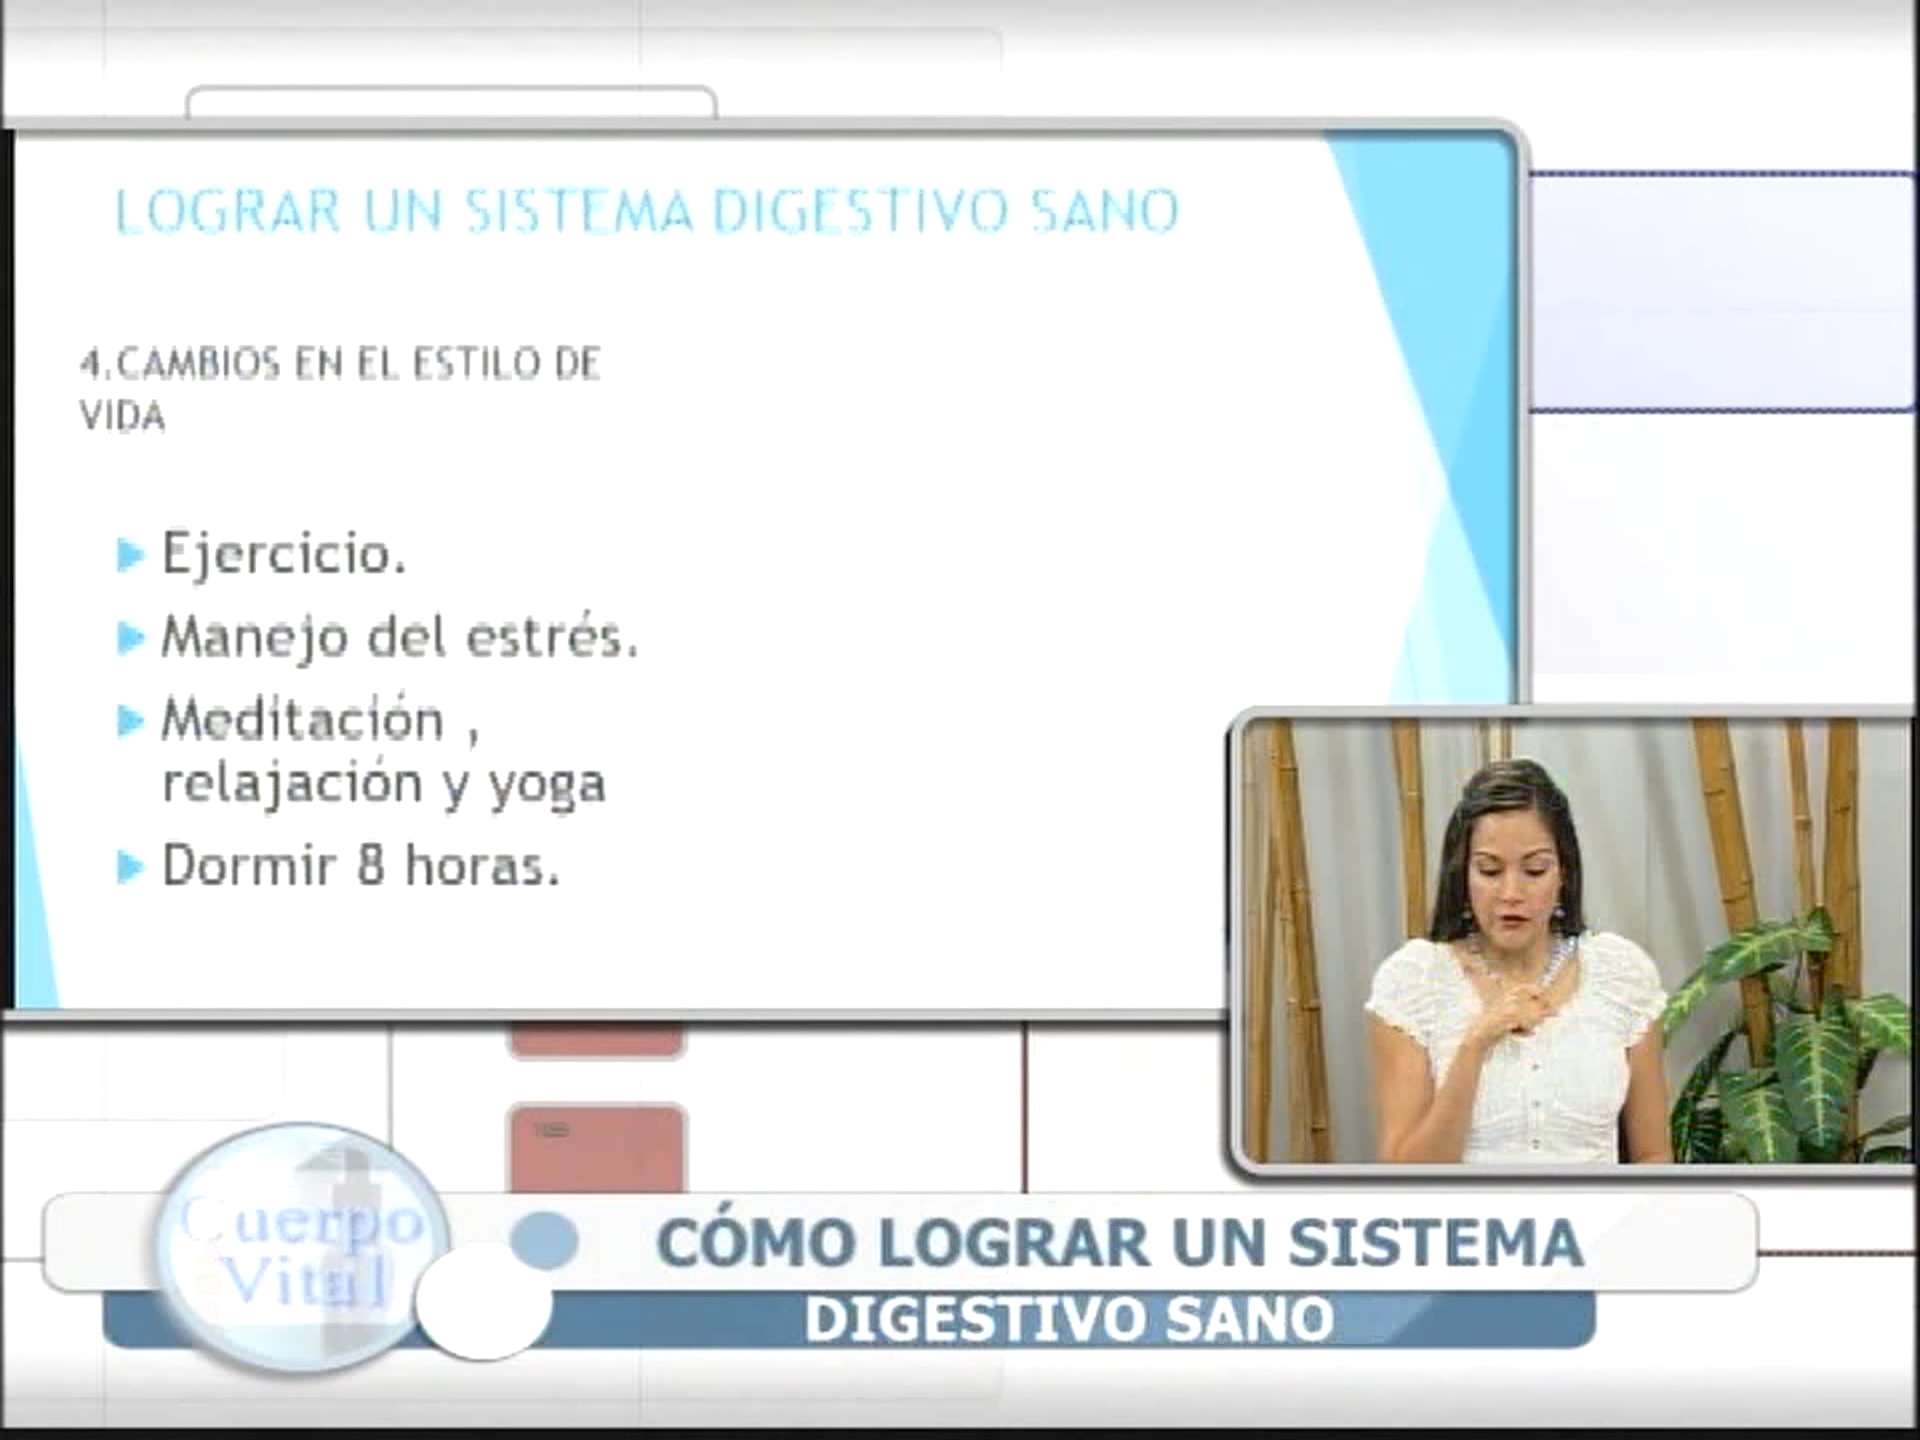 LOGRAR UN SISTEMA DIGESTIVO SANO
4.CAMBIOS EN EL ESTILO DE
VIDA
Ejercicio.
Manejo del estrés.
Meditación ,
relajación y yoga
Dormir 8 horas.
Cuerpo
Vital
CÓMO LOGRAR UN SISTEMA
DIGESTIVO SANO